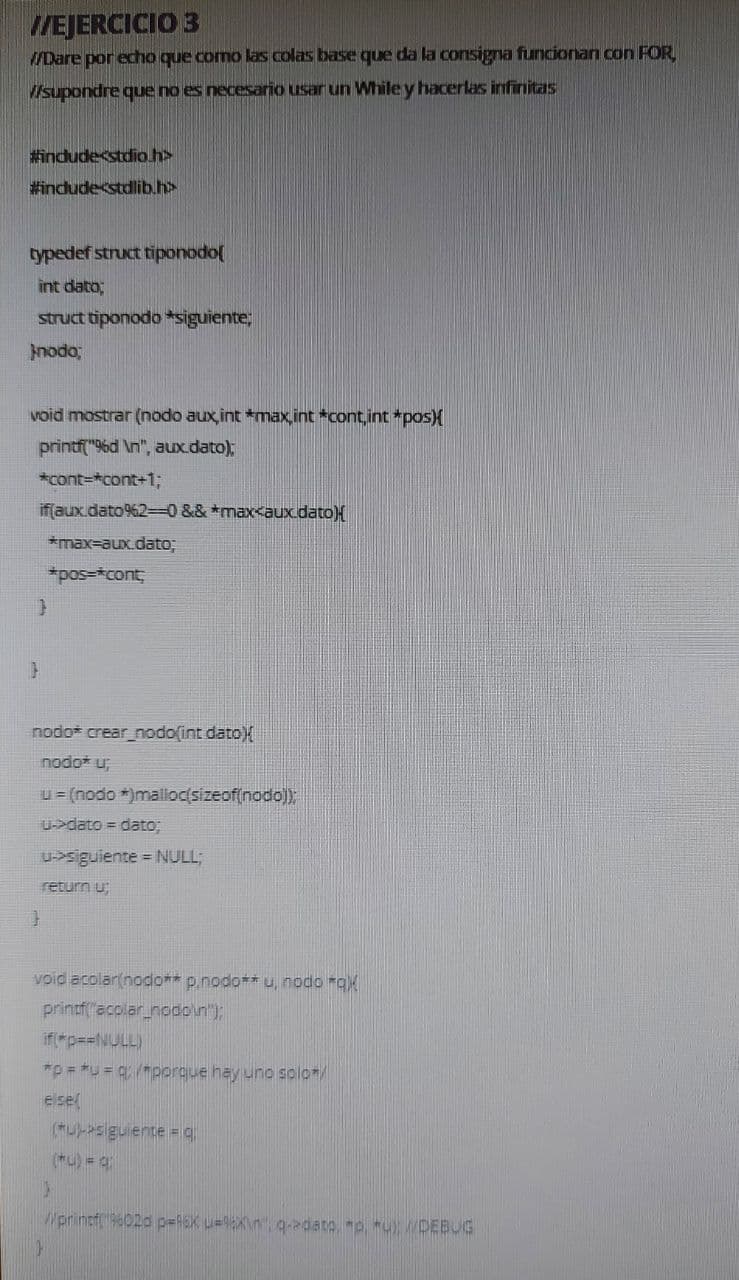 //EJERCICIO 3
//Dare por echo que como las colas base que da la consigna funcionan con FOR,
//supondre que no es necesario usar un While y hacerlas infinitas
#include<stdio.h>
#include<stdlib.h>
typedef struct tiponodo{
int dato;
struct tiponodo *siguiente;
}nodo;
void mostrar (nodo aux,int *max,int *cont,int *pos){
printf("%d \n", aux.dato);
*cont=*cont+1;
if(aux.dato%2==0 && *max<aux.dato){
*max=aux.dato;
*pos=*cont;
}
}
nodo* crear_nodo(int dato){
nodo* u;
u = (nodo *)malloc(sizeof(nodo));
u->dato = dato;
u->siguiente = NULL;
return u;
}
void acolar(nodo** p,nodo** u, nodo *q){
printf("acolar_nodo\n");
if(*p==NULL)
*p = *u = q; /*porque hay uno solo*/
else{
(*u)->siguiente = q;
(*u) = q;
}
//printf("%02d p=%X u=%X\n", q->dato, *p, *u); //DEBUG
}